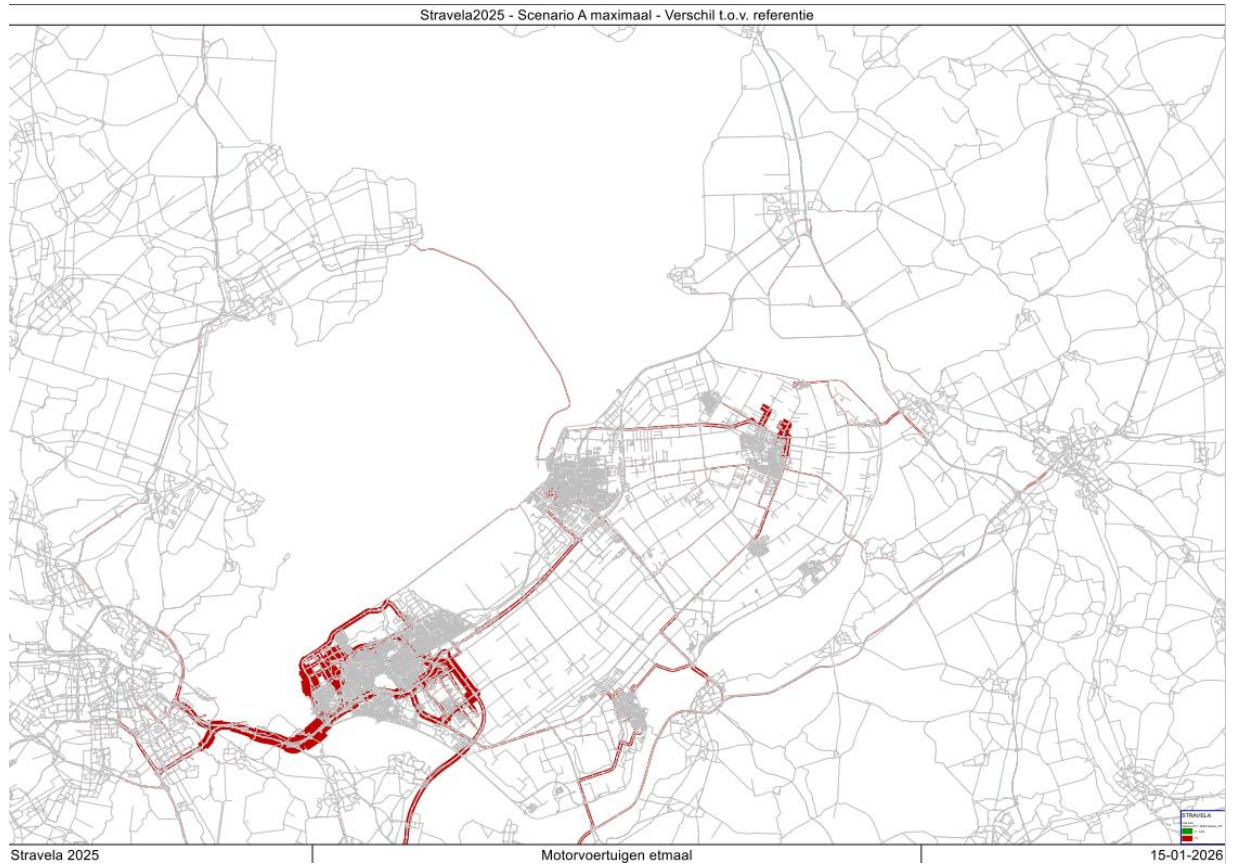 Stravela2025 - Scenario A maximaal - Verschil t.o.v. referentie
STRAVELA
Stravela 2025
Motorvoertuigen etmaal
15-01-2026